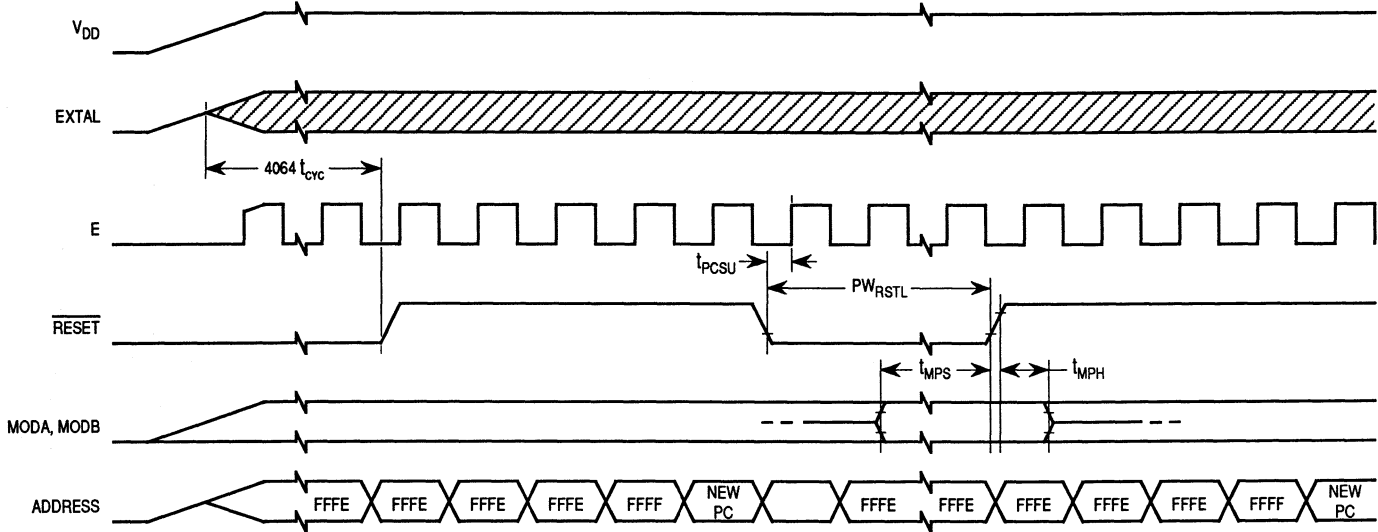 VDD
EXTAL
4064 tCYC
E
tPCSU
PWRSTL
RESET
tMPS
tMPH
MODA, MODB
ADDRESS
FFFE FFFE FFFE FFFE FFFF NEW PC FFFE FFFE FFFE FFFE FFFE FFFF NEW PC